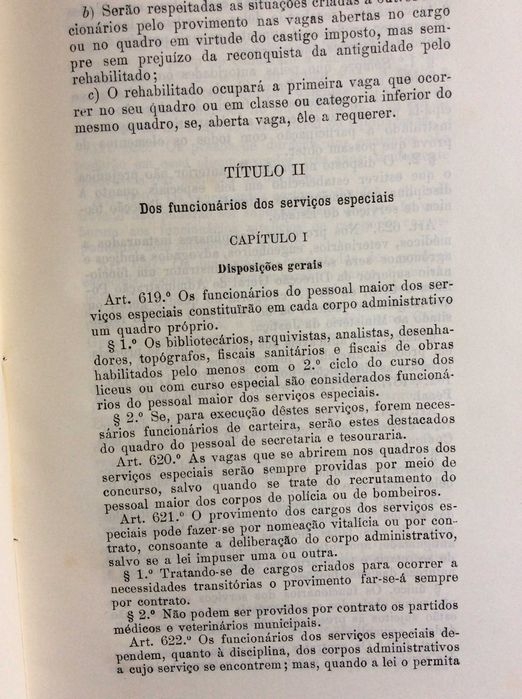 b) Serão respeitadas as situações criadas a outros
cionários pelo provimento nas vagas abertas no cargo
ou no quadro em virtude do castigo imposto, mas sem-
pre sem prejuízo da reconquista da antiguidade pelo
rehabilitado;
c) O rehabilitado ocupará a primeira vaga que ocor-
rer no seu quadro ou em classe ou categoria inferior do
mesmo quadro, se, aberta vaga, êle a requerer.
TÍTULO II
Dos funcionários dos serviços especiais
CAPÍTULO I
Disposições gerais
Art. 619.º Os funcionários do pessoal maior dos ser-
viços especiais constituïrão em cada corpo administrativo
um quadro próprio.
§ 1.º Os bibliotecários, arquivistas, analistas, desenha-
dores, topógrafos, fiscais sanitários e fiscais de obras
habilitados pelo menos com o 2.º ciclo do curso dos
liceus ou com curso especial são considerados funcioná-
rios do pessoal maior dos serviços especiais.
§ 2.º Se, para execução dêstes serviços, forem neces-
sários funcionários de carteira, serão estes destacados
do quadro do pessoal de secretaria e tesouraria.
Art. 620.º As vagas que se abrirem nos quadros dos
serviços especiais serão sempre providas por meio de
concurso, salvo quando se trate do recrutamento do
pessoal maior dos corpos de polícia ou de bombeiros.
Art. 621.º O provimento dos cargos dos serviços es-
peciais pode fazer-se por nomeação vitalícia ou por con-
trato, consoante a deliberação do corpo administrativo,
salvo se a lei impuser uma ou outra.
§ 1.º Tratando-se de cargos criados para ocorrer a
necessidades transitórias o provimento far-se-á sempre
por contrato.
§ 2.º Não podem ser providos por contrato os partidos
médicos e veterinários municipais.
Art. 622.º Os funcionários dos serviços especiais de-
pendem, quanto à disciplina, dos corpos administrativos
a cujo serviço se encontrem; mas, quando a lei o permita